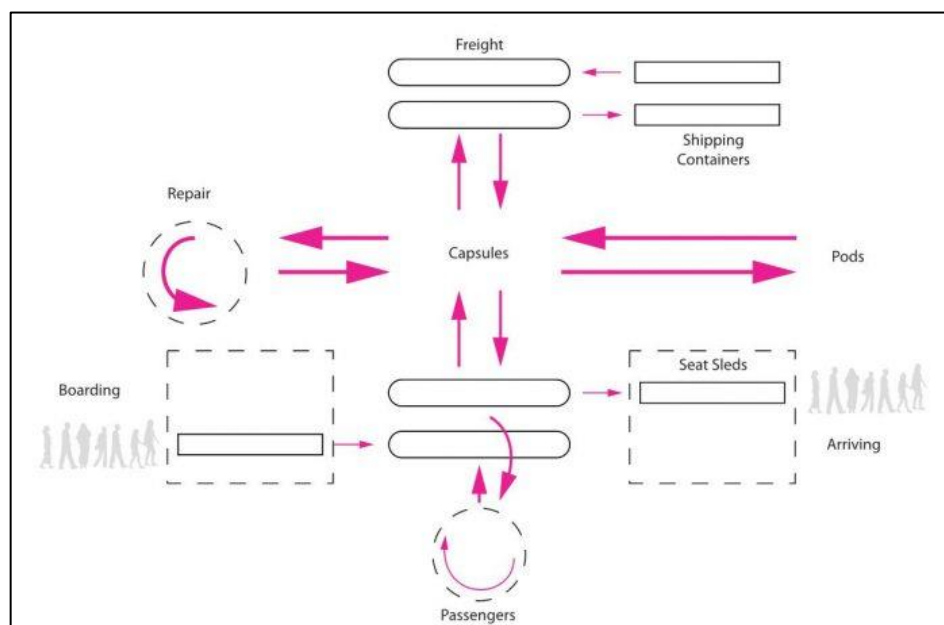 Freight
Shipping
Containers
Repair
Capsules
Pods
Boarding
Seat Sleds
Arriving
Passengers